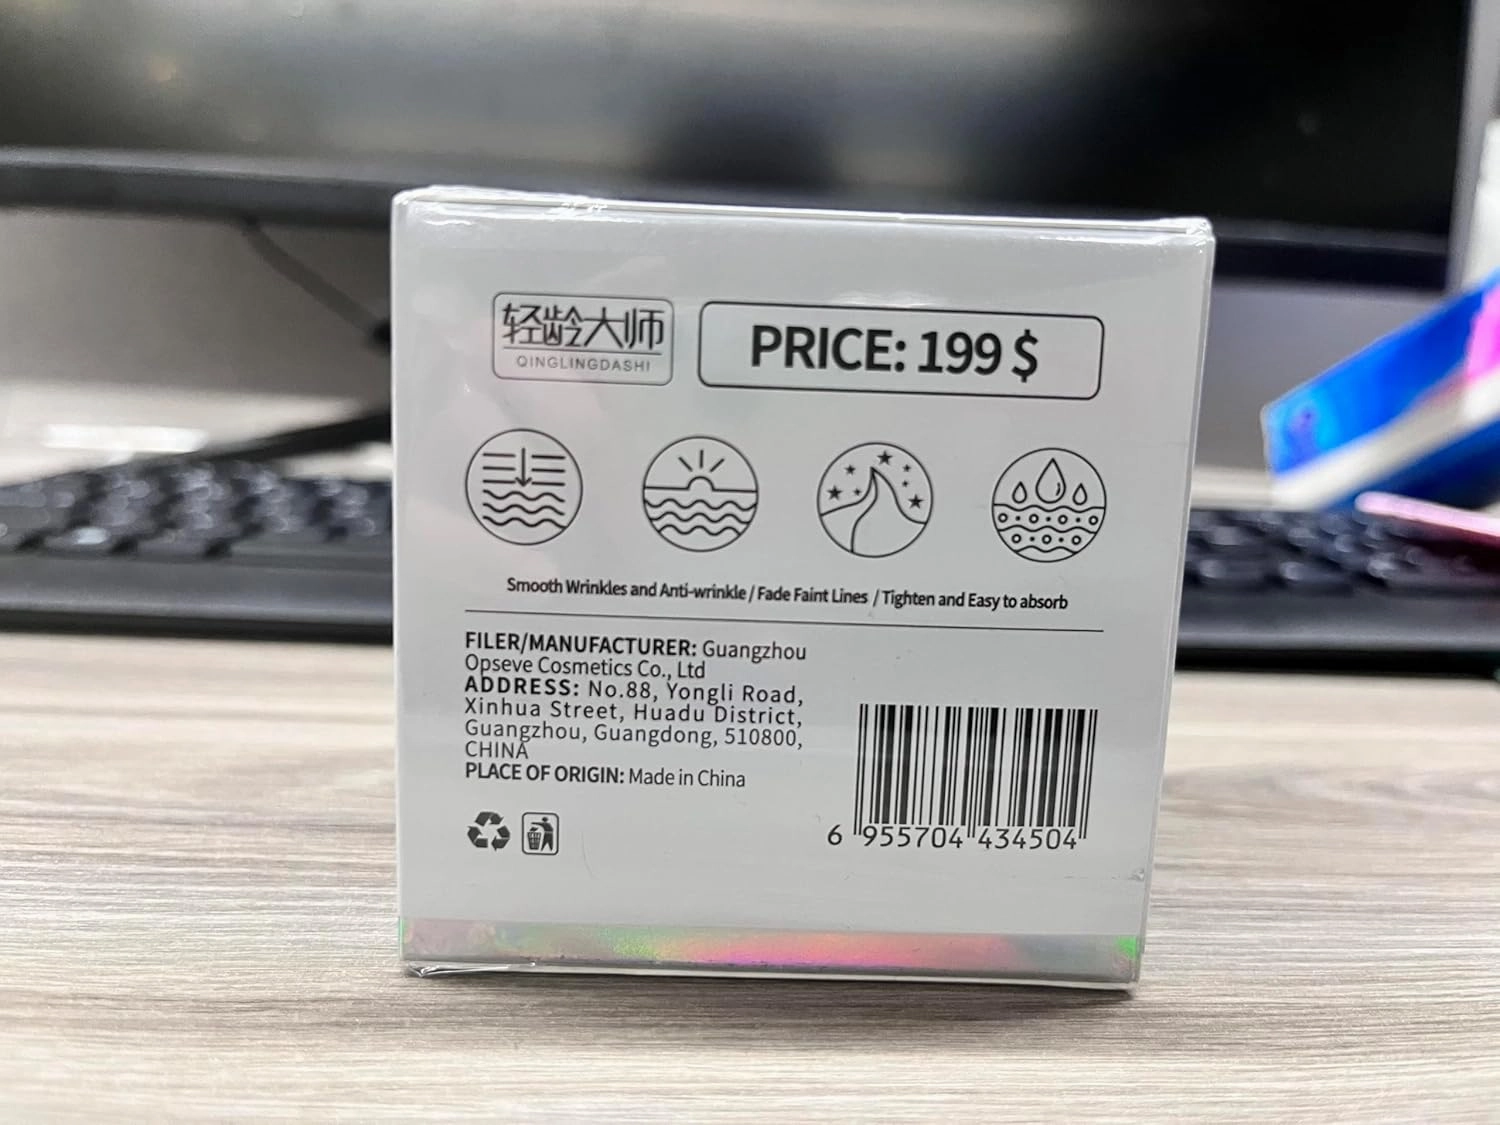 轻龄大师
QINGLINGDASHI
PRICE: 199 $
Smooth Wrinkles and Anti-wrinkle / Fade Faint Lines / Tighten and Easy to absorb
FILER/MANUFACTURER: Guangzhou
Opseve Cosmetics Co., Ltd
ADDRESS: No.88, Yongli Road,
Xinhua Street, Huadu District,
Guangzhou, Guangdong, 510800,
CHINA
PLACE OF ORIGIN: Made in China
6 955704 434504